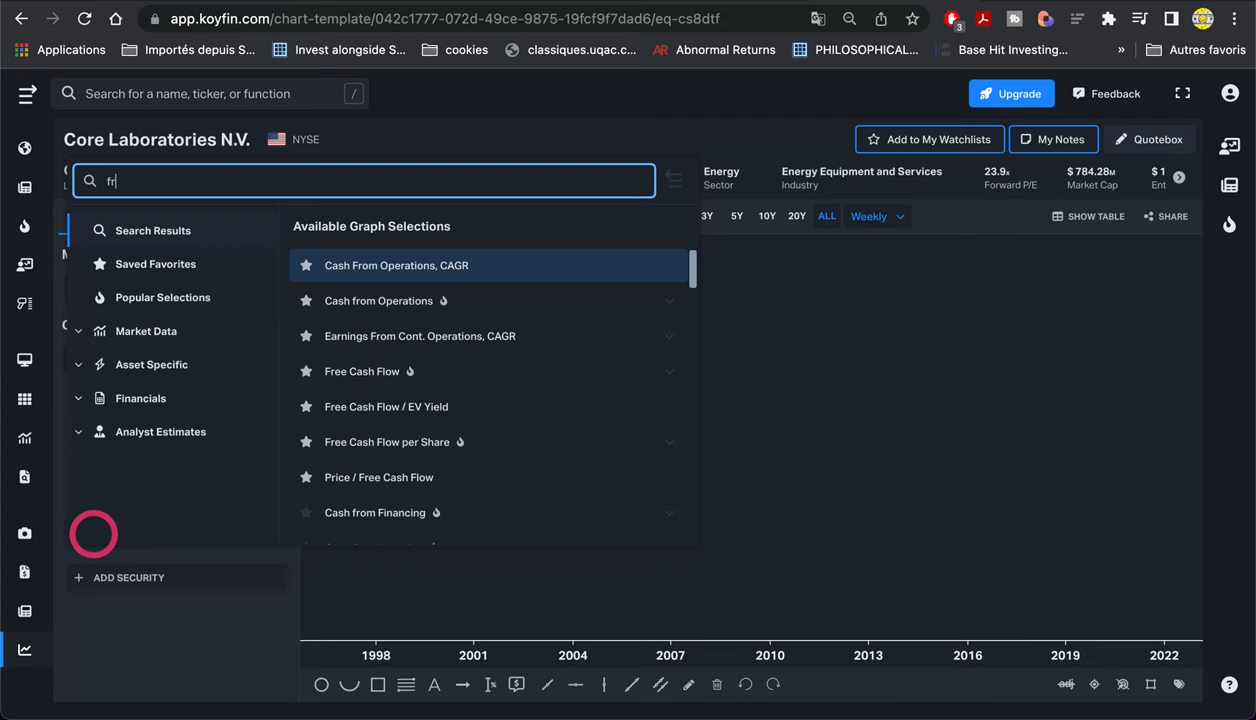 app.koyfin.com/chart-template/042c1777-072d-49ce-9875-19fcf9f7dad6/eq-cs8dtf
3
Applications
Importés depuis S...
Invest alongside S...
cookies
classiques.uqac.c...
AR Abnormal Returns
PHILOSOPHICAL...
Base Hit Investing...
»
Autres favoris
Search for a name, ticker, or function
/
Upgrade
Feedback
Core Laboratories N.V.
NYSE
Add to My Watchlists
My Notes
Quotebox
fr
Energy
Sector
Energy Equipment and Services
Industry
23.9x
Forward P/E
$ 784.28M
Market Cap
$ 1
Ent
3Y 5Y 10Y 20Y ALL Weekly
SHOW TABLE
SHARE
Search Results
Saved Favorites
Popular Selections
Market Data
Asset Specific
Financials
Analyst Estimates
Available Graph Selections
Cash From Operations, CAGR
Cash from Operations
Earnings From Cont. Operations, CAGR
Free Cash Flow
Free Cash Flow / EV Yield
Free Cash Flow per Share
Price / Free Cash Flow
Cash from Financing
+ ADD SECURITY
1998 2001 2004 2007 2010 2013 2016 2019 2022
A
adj
?